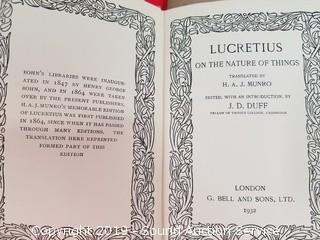 BOHN'S LIBRARIES WERE INAUGU-
RATED IN 1847 BY HENRY GEORGE
BOHN, AND IN 1864 WERE TAKEN
OVER BY THE PRESENT PUBLISHERS.
H. A. J. MUNRO'S MEMORABLE EDITION
OF LUCRETIUS WAS FIRST PUBLISHED
IN 1864, SINCE WHEN IT HAS PASSED
THROUGH MANY EDITIONS, THE
TRANSLATION HERE REPRINTED
FORMED PART OF THIS
EDITION
LUCRETIUS
ON THE NATURE OF THINGS
TRANSLATED BY
H. A. J. MUNRO
EDITED, WITH AN INTRODUCTION, BY
J. D. DUFF
FELLOW OF TRINITY COLLEGE, CAMBRIDGE
LONDON
G. BELL AND SONS, LTD.
1932
Copyright 2019 - Sound Auction Service